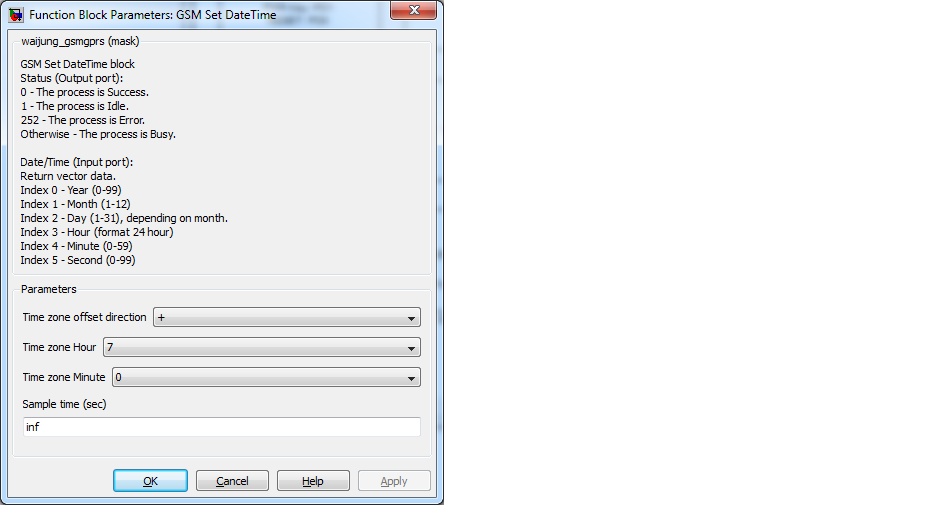 Function Block Parameters: GSM Set DateTime
waijung_gsmgprs (mask)
GSM Set DateTime block
Status (Output port):
0 - The process is Success.
1 - The process is Idle.
252 - The process is Error.
Otherwise - The process is Busy.
Date/Time (Input port):
Return vector data.
Index 0 - Year (0-99)
Index 1 - Month (1-12)
Index 2 - Day (1-31), depending on month.
Index 3 - Hour (format 24 hour)
Index 4 - Minute (0-59)
Index 5 - Second (0-99)
Parameters
Time zone offset direction +
Time zone Hour 7
Time zone Minute 0
Sample time (sec)
inf
OK Cancel Help Apply